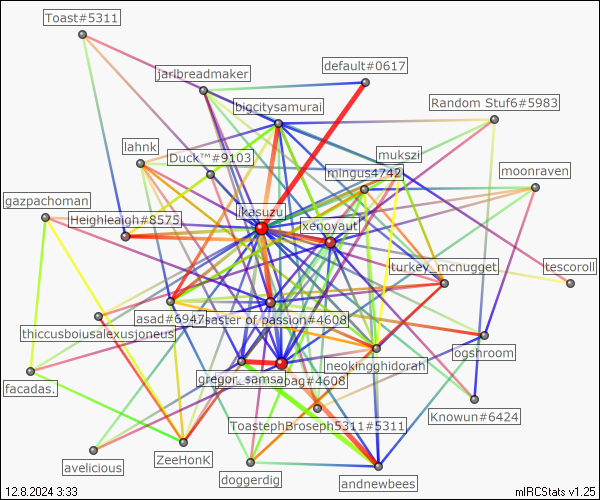 Toast#5311
default#0617
jarlbreadmaker
bigcitysamurai
Random Stuf6#5983
lahnk
Duck™#9103
mukszi
mingus4742
moonraven
gazpachoman
Heighleaigh#8575
jkasuzu
xenoyaut
turkey_mcnugget
tescoroll
asad#6947
aster of passion#4608
thiccusboiusalexusjoneus
neokingghidorah
ogshroom
facadas.
gregor_samsa
bag#4608
Knowun#6424
ToastephBroseph5311#5311
avelicious
ZeeHonK
doggerdig
andnewbees
12.8.2024 3:33
mIRCStats v1.25